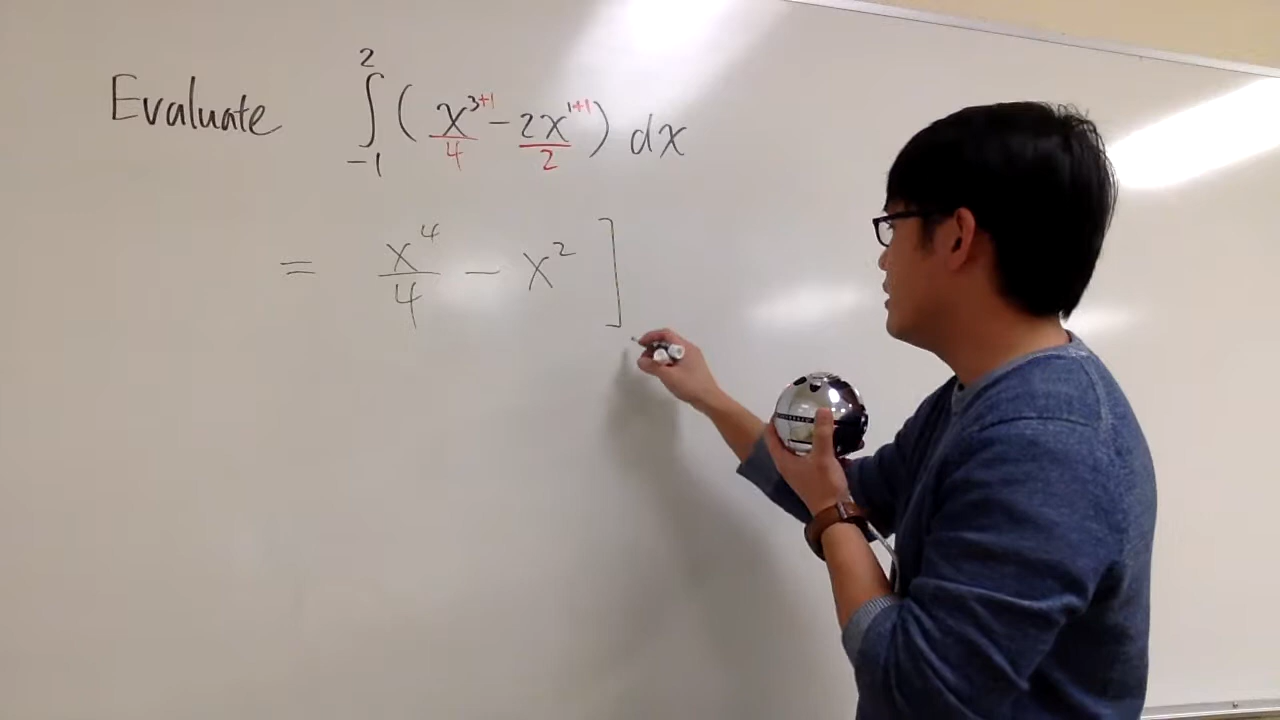 Evaluate ∫_{-1}^{2} ( x^{3+1}/4 - 2x^{1+1}/2 ) dx
= x^4/4 - x^2 ]